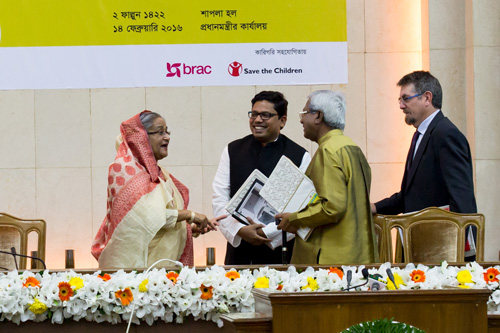 ২ ফাল্গুন ১৪২২
১৪ ফেব্রুয়ারি ২০১৬
শাপলা হল
প্রধানমন্ত্রীর কার্যালয়
কারিগরি সহযোগিতায়
brac
Save the Children